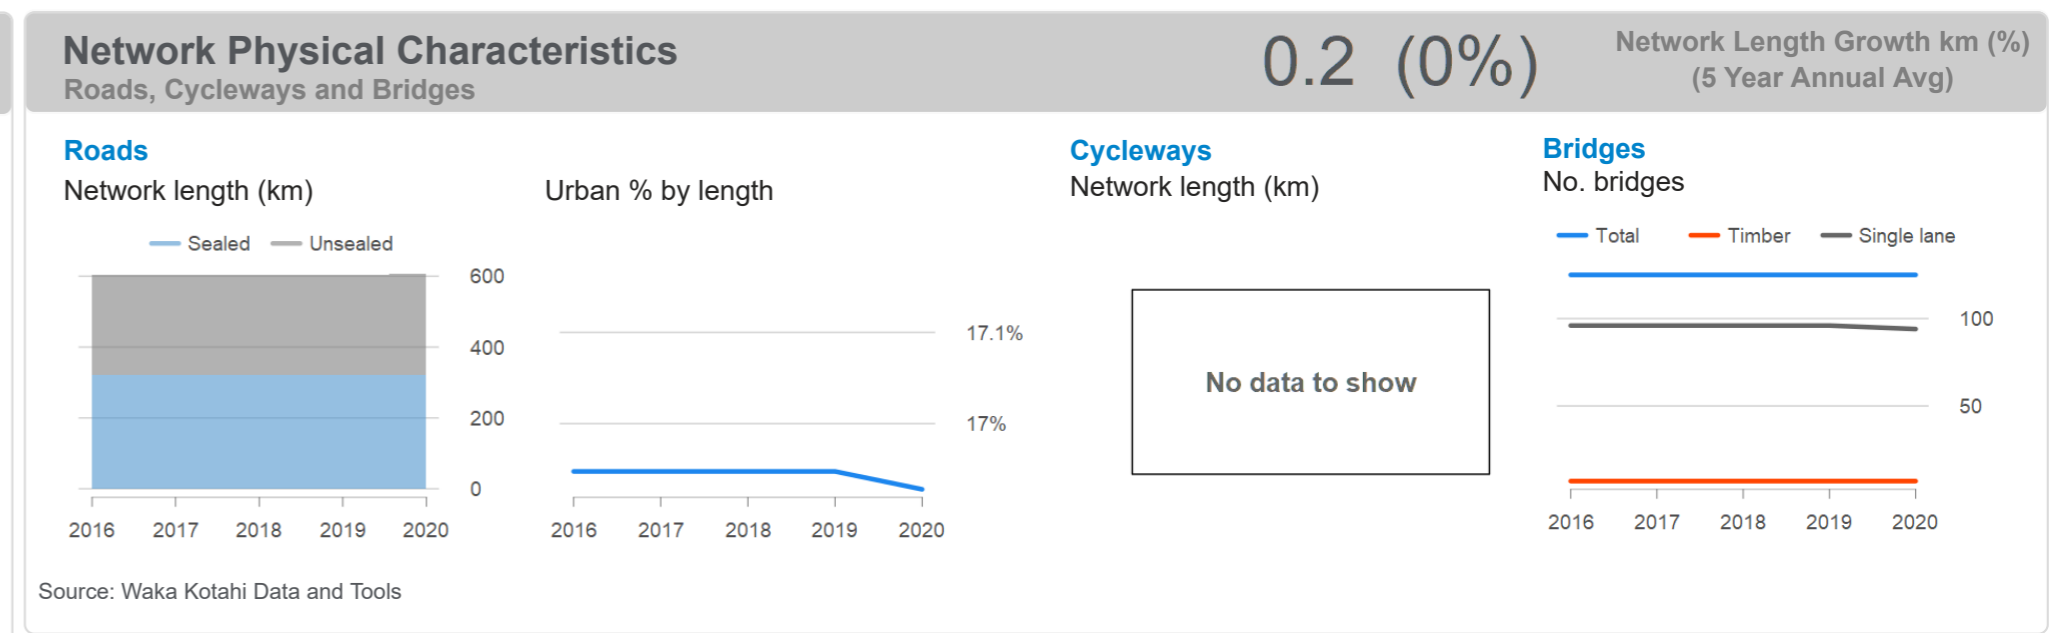 Network Physical Characteristics
Roads, Cycleways and Bridges
0.2 (0%)
Network Length Growth km (%)
(5 Year Annual Avg)
Roads
Network length (km)
Sealed Unsealed
600
400
200
0
2016 2017 2018 2019 2020
Urban % by length
17.1%
17%
2016 2017 2018 2019 2020
Cycleways
Network length (km)
No data to show
Bridges
No. bridges
Total Timber Single lane
100
50
2016 2017 2018 2019 2020
Source: Waka Kotahi Data and Tools